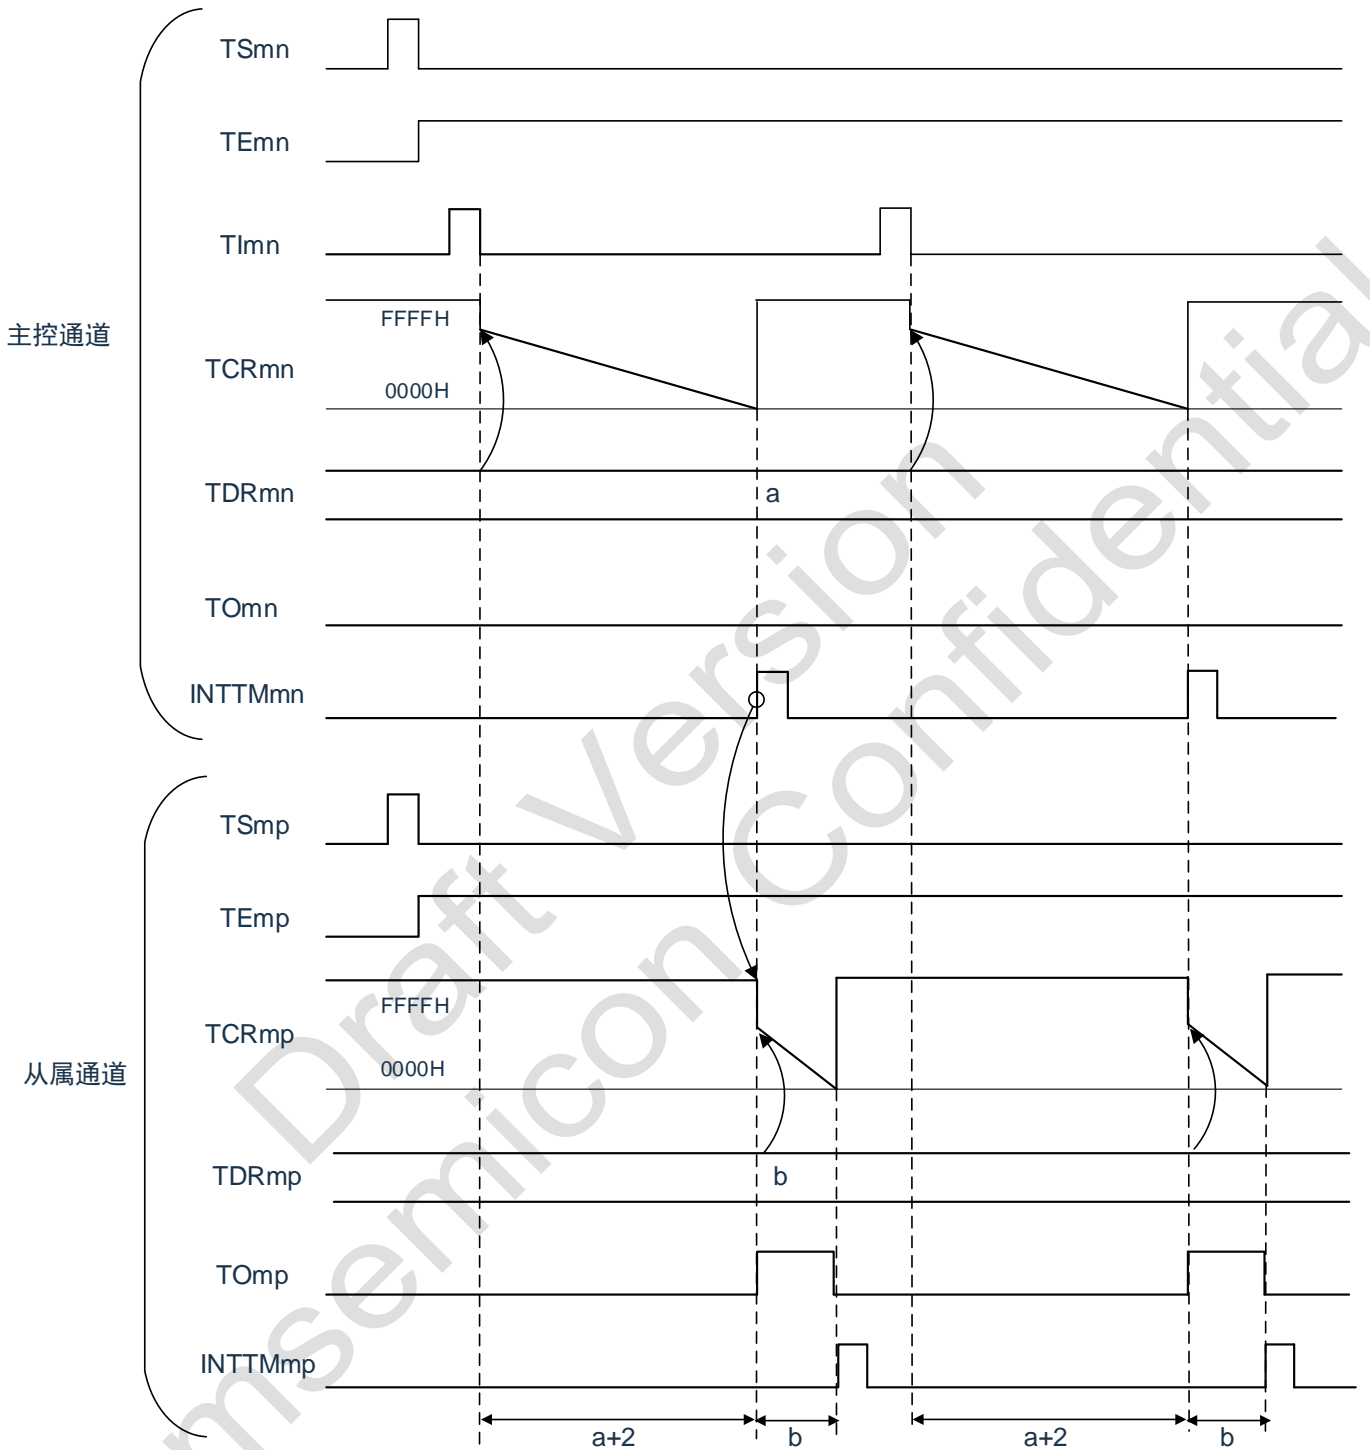 TSmn
TEmn
TImn
主控通道
FFFFH
TCRmn
0000H
TDRmn
a
TOmn
INTTMmn
TSmp
TEmp
FFFFH
TCRmp
从属通道
0000H
TDRmp
b
TOmp
INTTMmp
a+2
b
a+2
b
Draft Version
msemicon Confidential